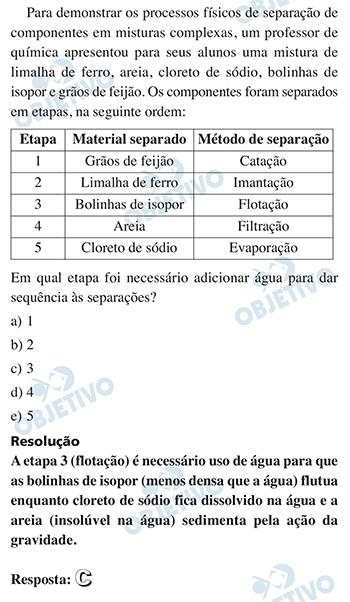 Para demonstrar os processos físicos de separação de
componentes em misturas complexas, um professor de
química apresentou para seus alunos uma mistura de
limalha de ferro, areia, cloreto de sódio, bolinhas de
isopor e grãos de feijão. Os componentes foram separados
em etapas, na seguinte ordem:
Etapa Material separado Método de separação
1 Grãos de feijão Catação
2 Limalha de ferro Imantação
3 Bolinhas de isopor Flotação
4 Areia Filtração
5 Cloreto de sódio Evaporação
Em qual etapa foi necessário adicionar água para dar
sequência às separações?
a) 1
b) 2
c) 3
d) 4
e) 5
Resolução
A etapa 3 (flotação) é necessário uso de água para que
as bolinhas de isopor (menos densa que a água) flutua
enquanto cloreto de sódio fica dissolvido na água e a
areia (insolúvel na água) sedimenta pela ação da
gravidade.
Resposta: C
OBJETIVO